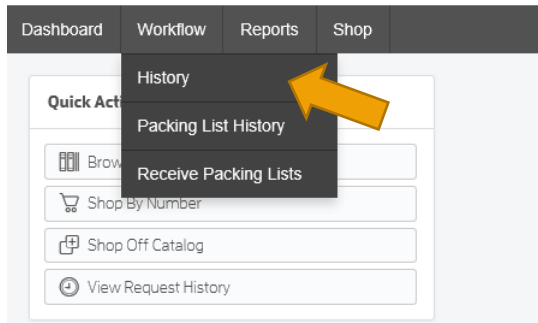 Dashboard Workflow Reports Shop
History
Quick Acti
Packing List History
Brow
Receive Packing Lists
Shop By Number
Shop Off Catalog
View Request History